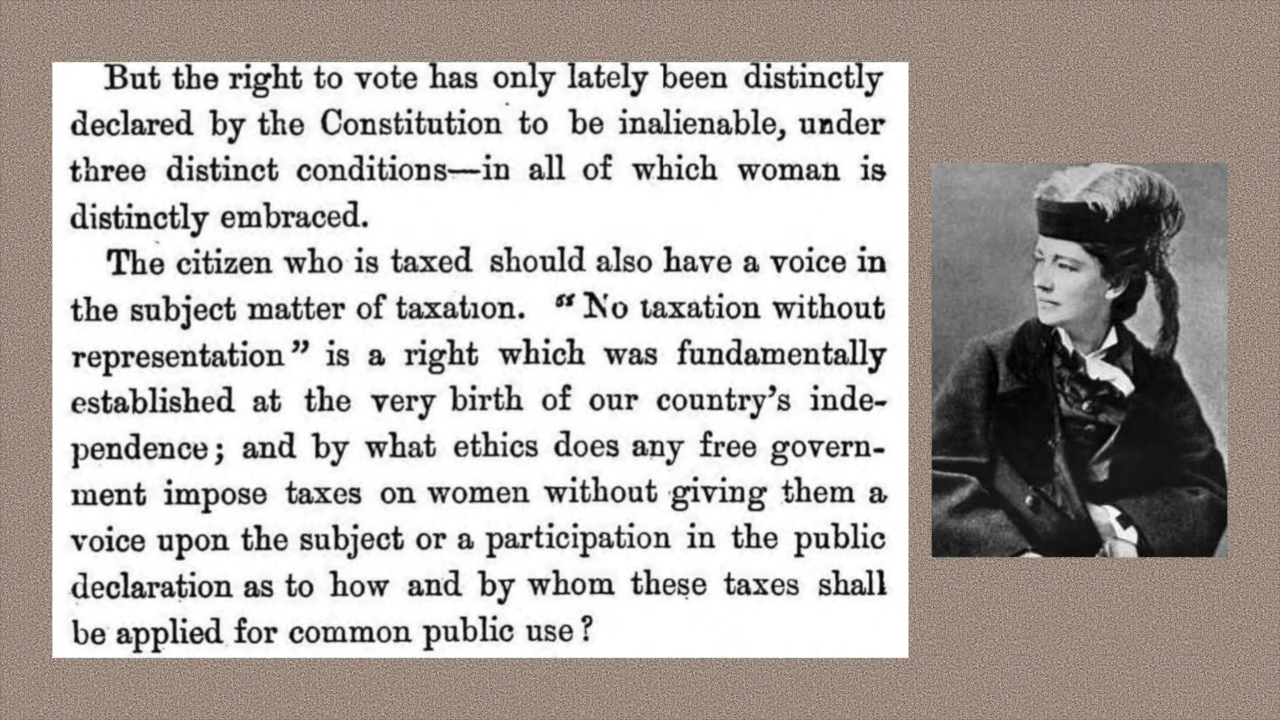 But the right to vote has only lately been distinctly
declared by the Constitution to be inalienable, under
three distinct conditions—in all of which woman is
distinctly embraced.
The citizen who is taxed should also have a voice in
the subject matter of taxation. “No taxation without
representation” is a right which was fundamentally
established at the very birth of our country’s inde-
pendence; and by what ethics does any free govern-
ment impose taxes on women without giving them a
voice upon the subject or a participation in the public
declaration as to how and by whom these taxes shall
be applied for common public use?